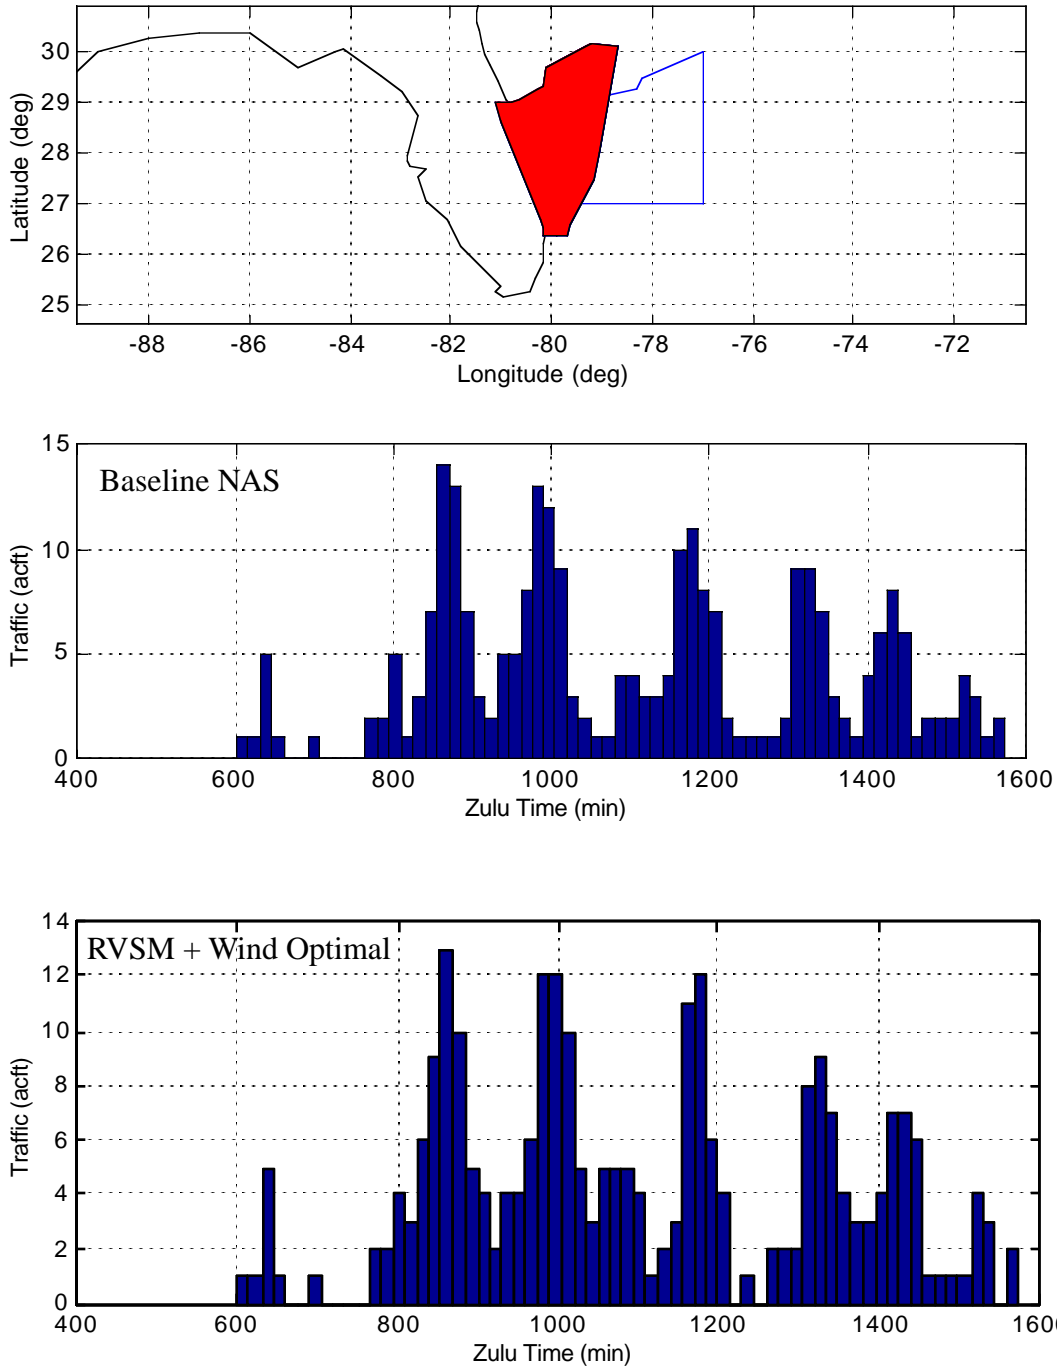 30
29
28
27
26
25
Latitude (deg)
-88 -86 -84 -82 -80 -78 -76 -74 -72
Longitude (deg)
15
10
5
0
Traffic (acft)
Baseline NAS
400 600 800 1000 1200 1400 1600
Zulu Time (min)
14
12
10
8
6
4
2
0
Traffic (acft)
RVSM + Wind Optimal
400 600 800 1000 1200 1400 160
Zulu Time (min)